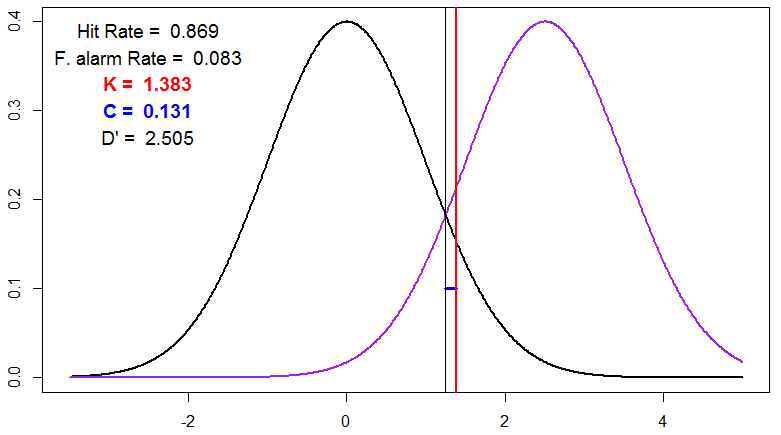 Hit Rate = 0.869
F. alarm Rate = 0.083
K = 1.383
C = 0.131
D' = 2.505
0.4
0.3
0.2
0.1
0.0
-2 0 2 4